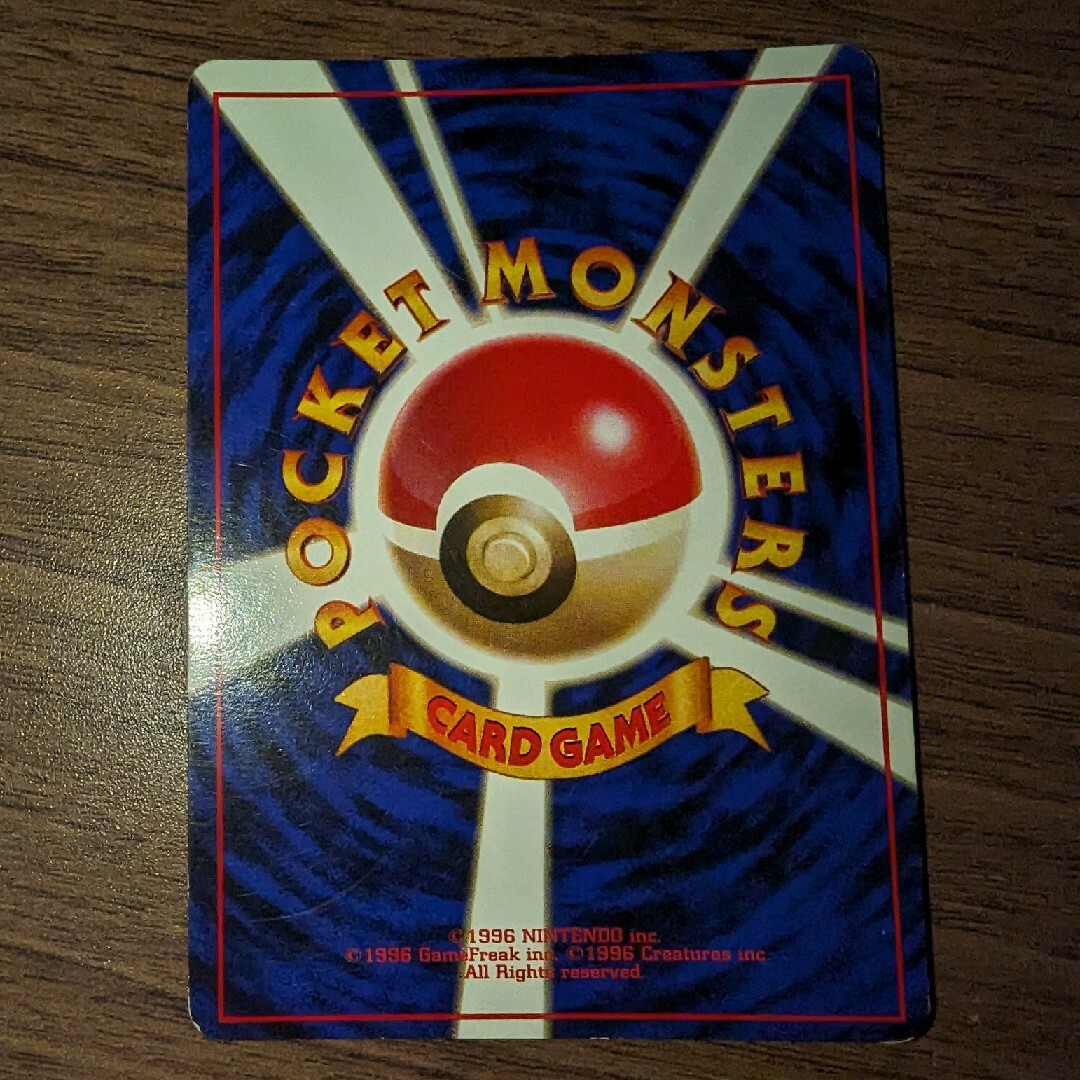 POCKET MONSTERS
CARD GAME
©1996 NINTENDO inc.
©1996 GameFreak inc. ©1996 Creatures inc.
All Rights reserved.